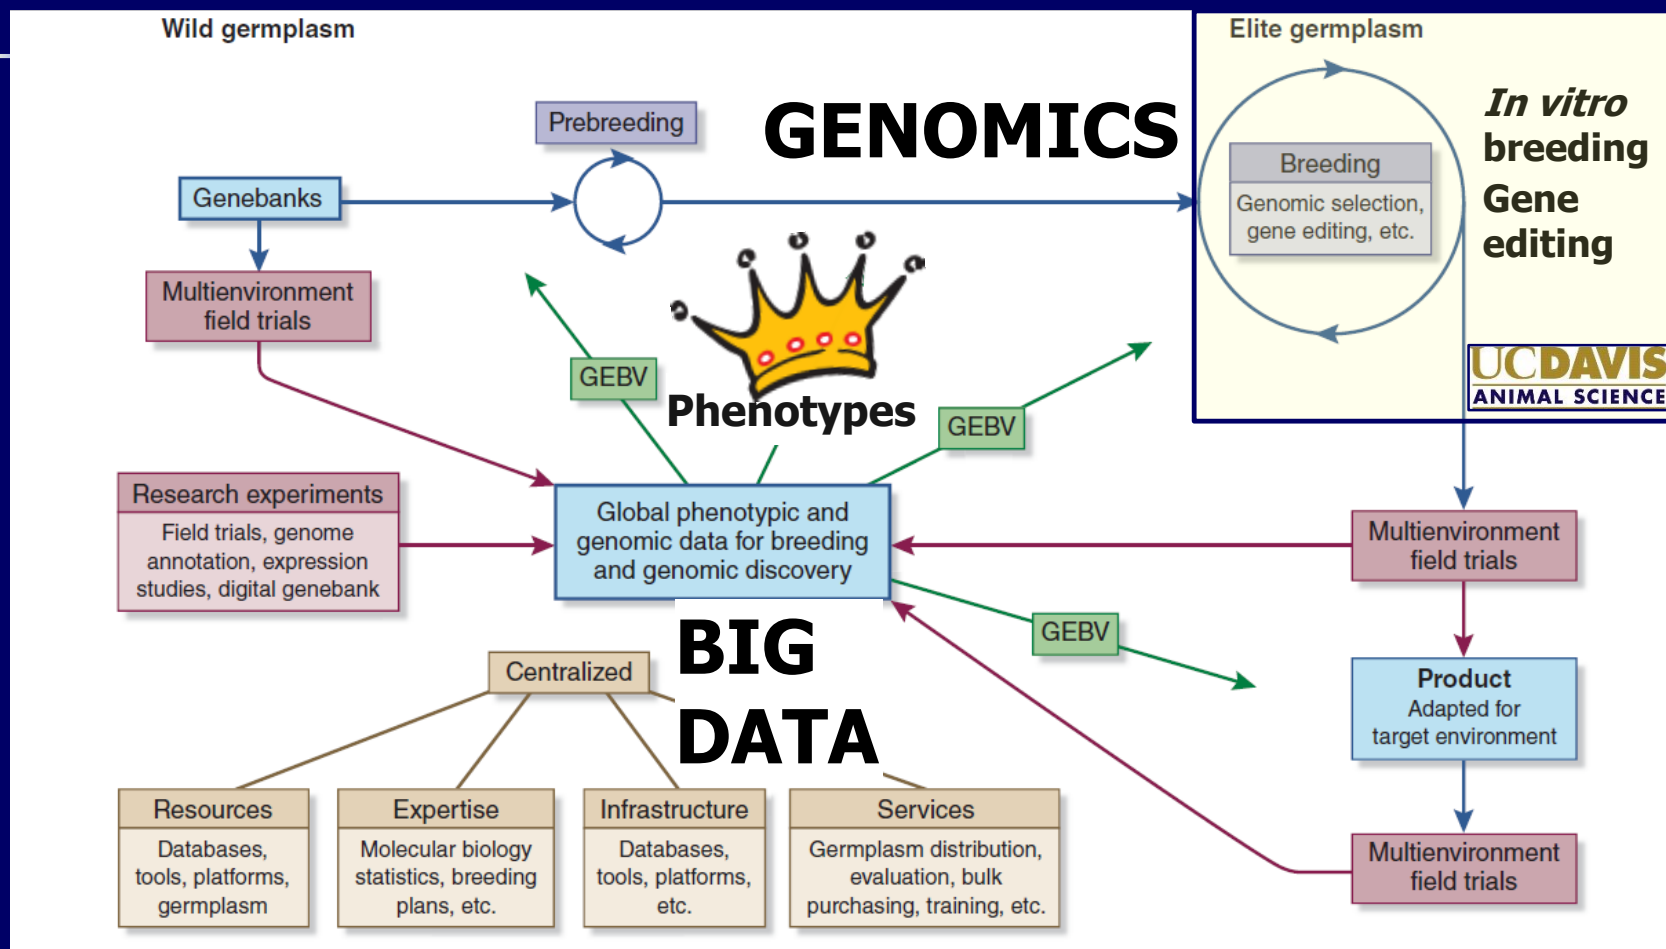 Wild germplasm
Elite germplasm
GENOMICS
In vitro
breeding
Gene
editing
Prebreeding
Genebanks
Breeding
Genomic selection,
gene editing, etc.
Multienvironment
field trials
GEBV
Phenotypes
GEBV
UCDAVIS
ANIMAL SCIENCE
Research experiments
Field trials, genome
annotation, expression
studies, digital genebank
Global phenotypic and
genomic data for breeding
and genomic discovery
Multienvironment
field trials
GEBV
BIG
DATA
Centralized
Product
Adapted for
target environment
Resources
Databases,
tools, platforms,
germplasm
Expertise
Molecular biology
statistics, breeding
plans, etc.
Infrastructure
Databases,
tools, platforms,
etc.
Services
Germplasm distribution,
evaluation, bulk
purchasing, training, etc.
Multienvironment
field trials